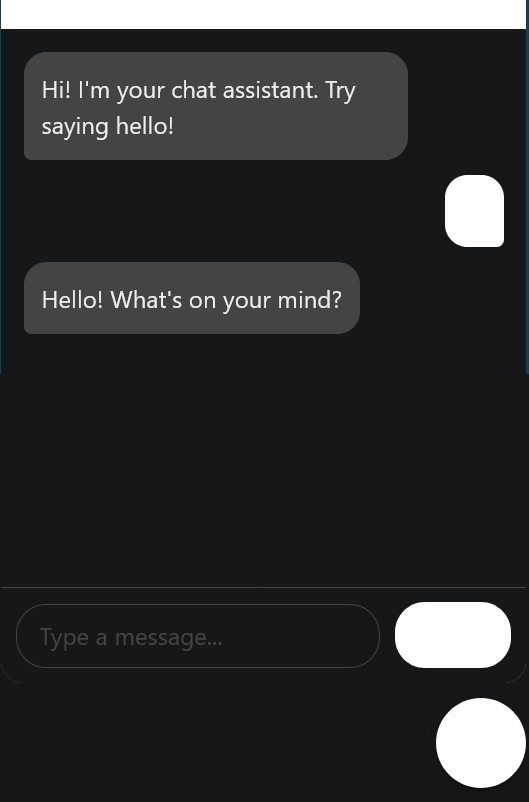 Hi! I'm your chat assistant. Try
saying hello!
Hello! What's on your mind?
Type a message...